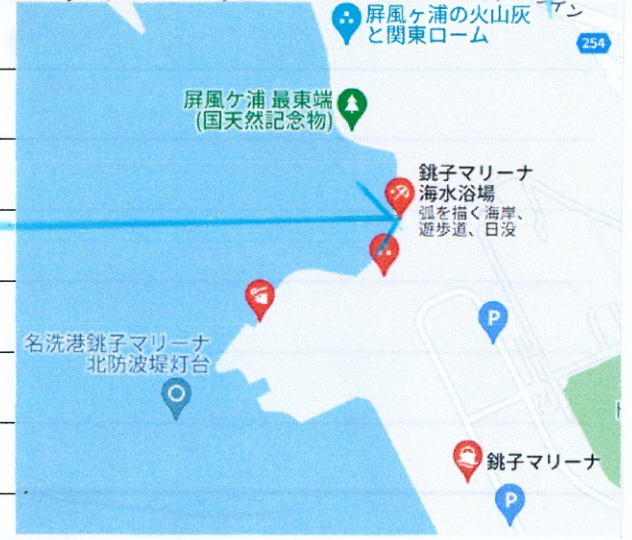 屏風ヶ浦の火山灰
と関東ローム
254
屏風ケ浦 最東端
(国天然記念物)
銚子マリーナ
海水浴場
弧を描く海岸、
遊歩道、日没
P
名洗港銚子マリーナ
北防波堤灯台
銚子マリーナ
P